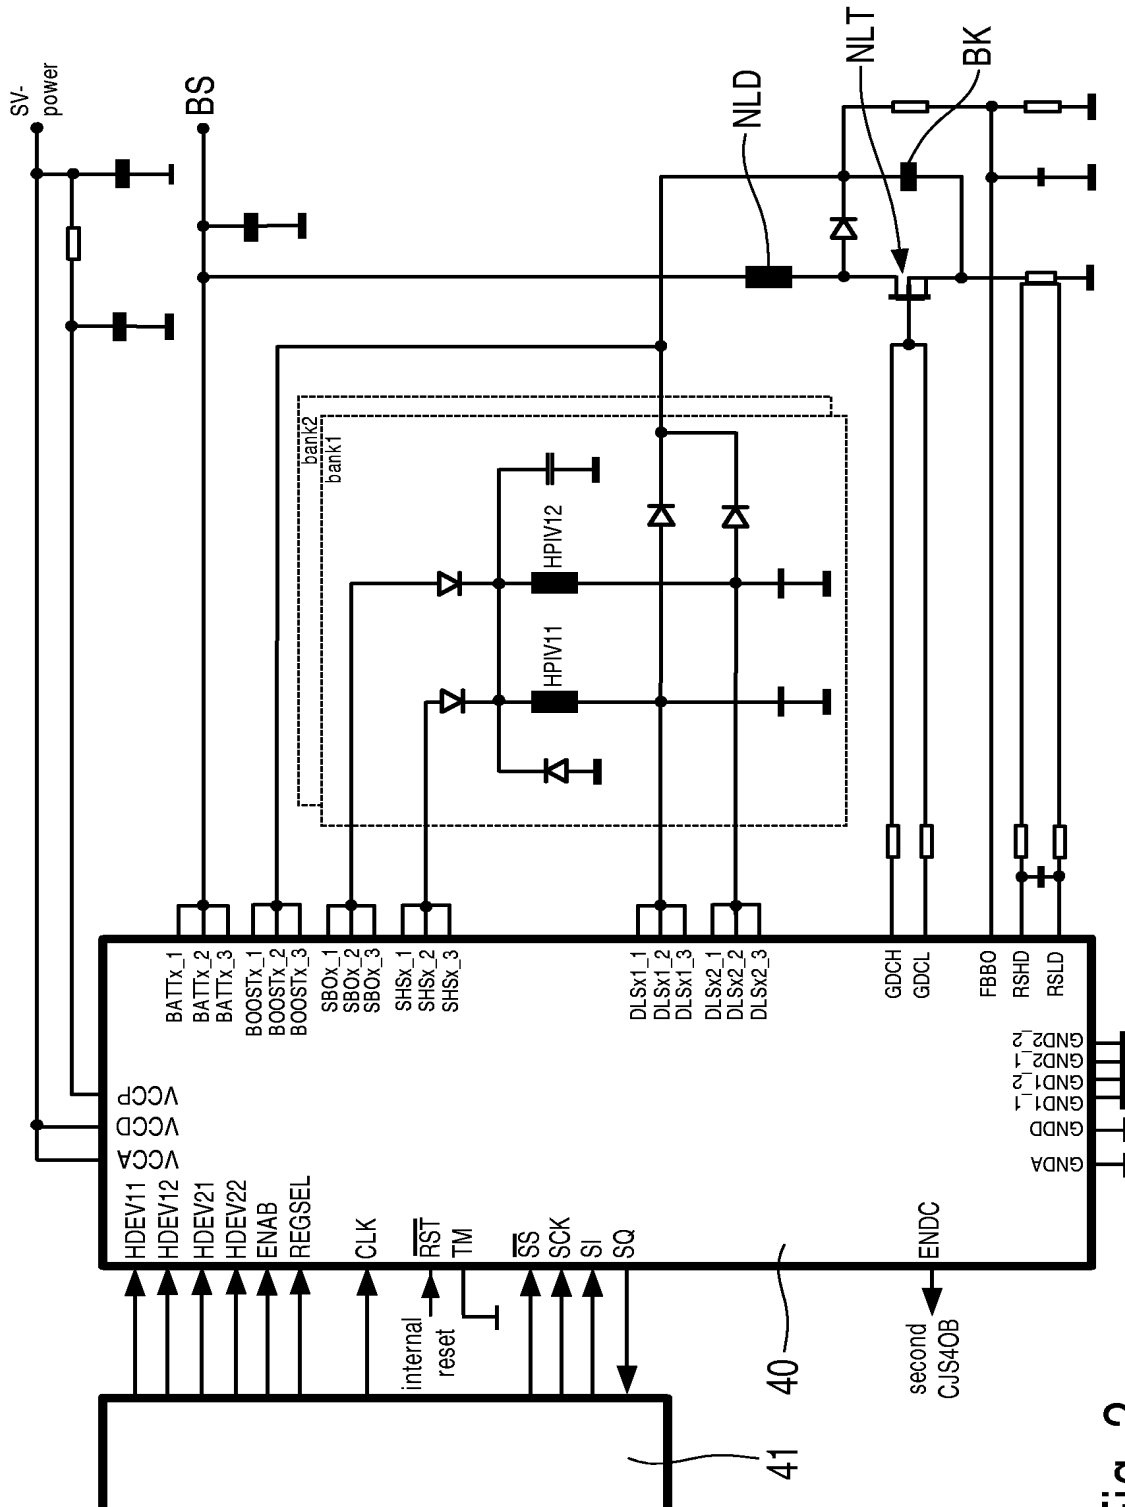 SV-
power
BS
NLD
NLT
BK
bank2
bank1
HPIV12
HPIV11
BATTx_1
BATTx_2
BATTx_3
BOOSTx_1
BOOSTx_2
BOOSTx_3
SBOx_1
SBOx_2
SBOx_3
SHSx_1
SHSx_2
SHSx_3
DLSx1_1
DLSx1_2
DLSx1_3
DLSx2_1
DLSx2_2
DLSx2_3
GDCH
GDCL
FBBO
RSHD
RSLD
VCCP
VCCD
VCCA
GND2_2
GND2_1
GND1_2
GND1_1
GNDD
GNDA
HDEV11
HDEV12
HDEV21
HDEV22
ENAB
REGSEL
CLK
RST
TM
SS
SCK
SI
SQ
ENDC
internal
reset
second
CJS4OB
40
41